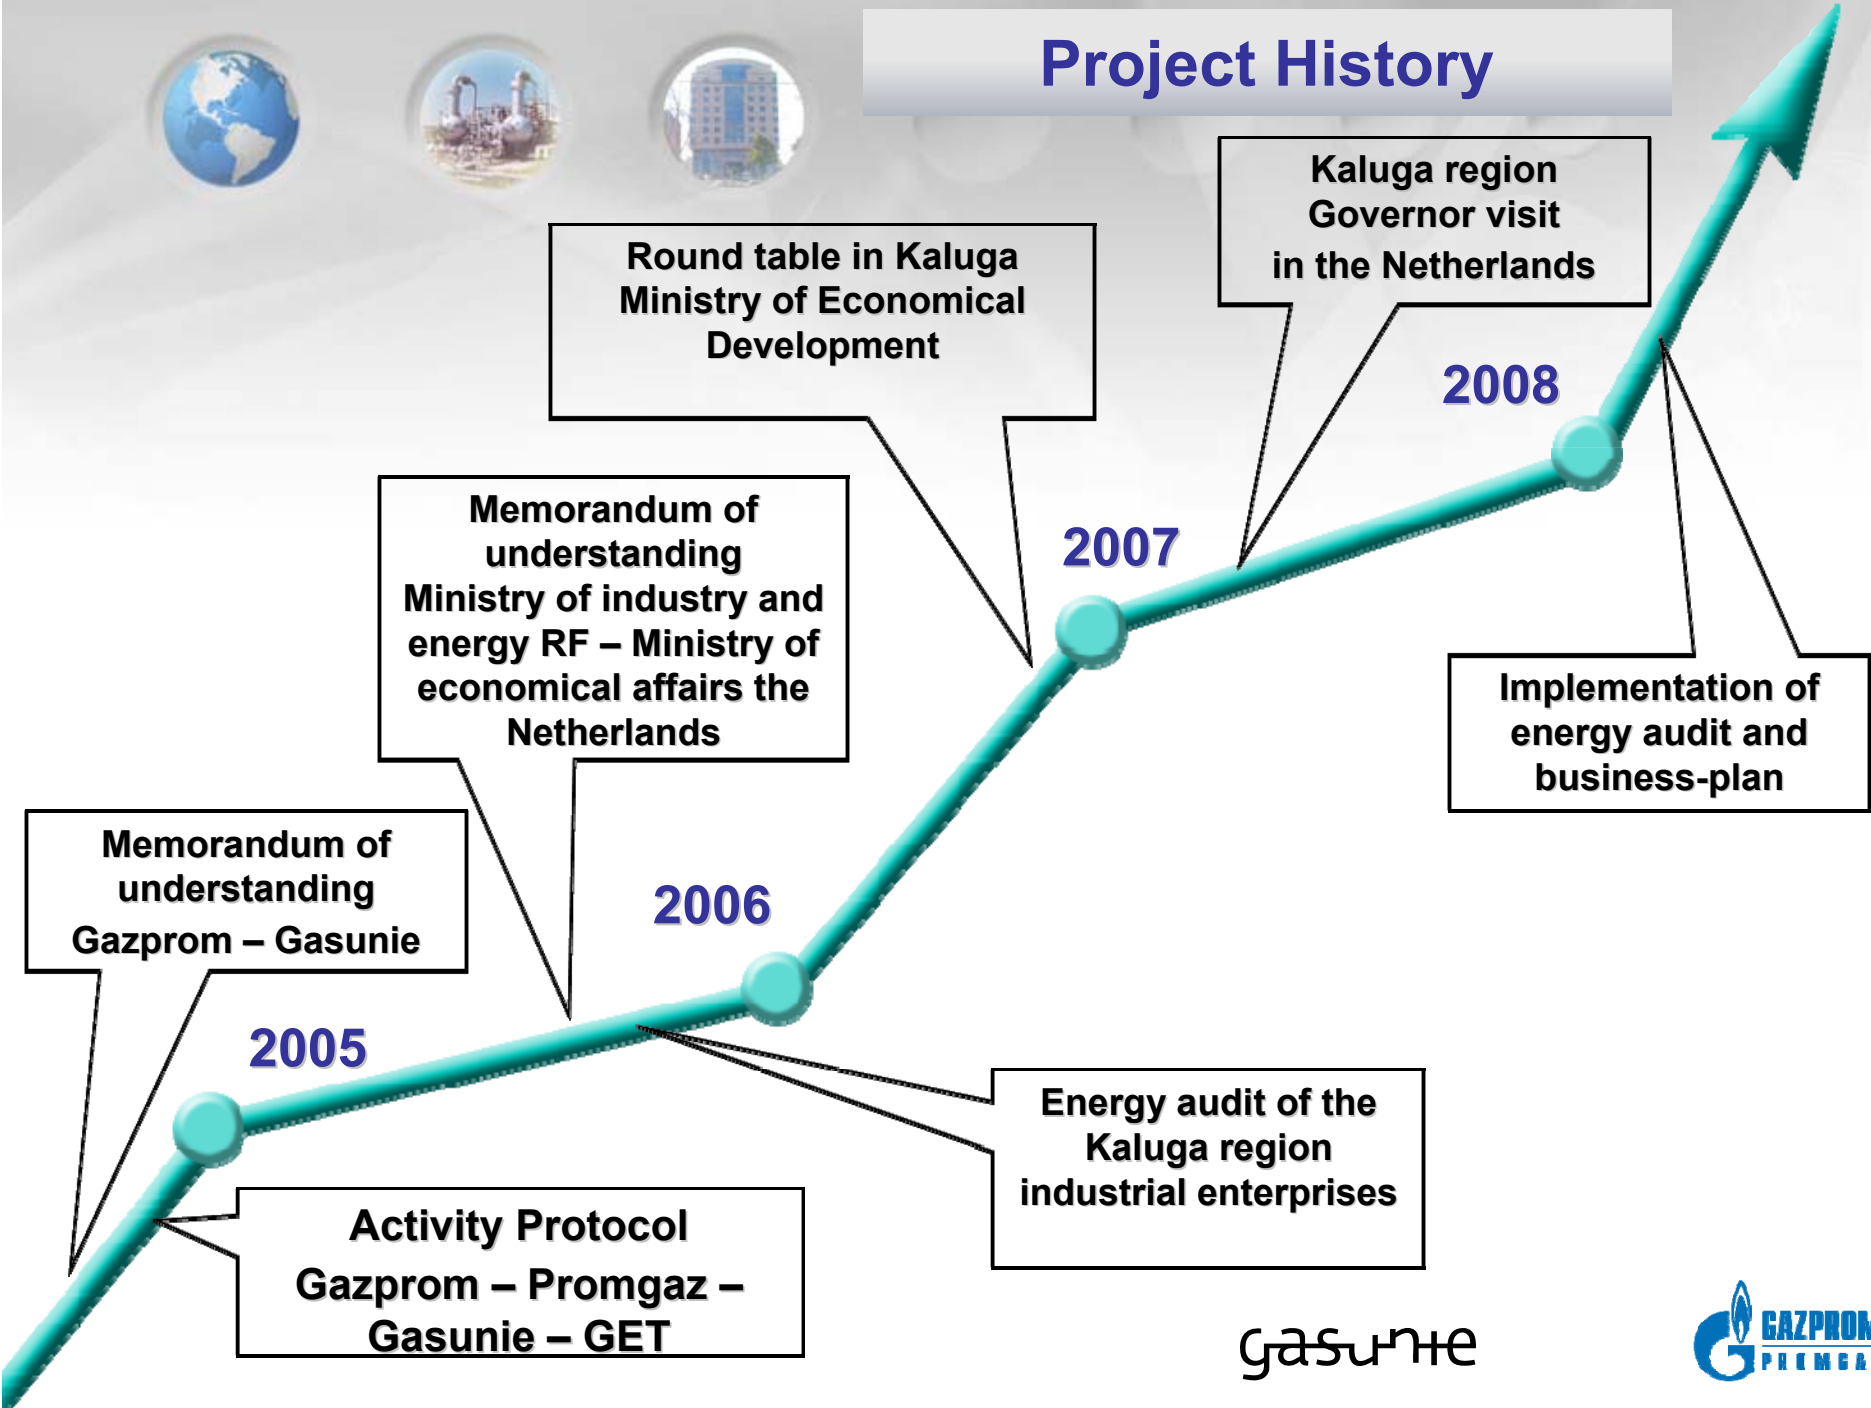 Project History
Kaluga region
Governor visit
in the Netherlands
Round table in Kaluga
Ministry of Economical
Development
2008
Memorandum of
understanding
Ministry of industry and
energy RF – Ministry of
economical affairs the
Netherlands
2007
Implementation of
energy audit and
business-plan
Memorandum of
understanding
Gazprom – Gasunie
2006
2005
Energy audit of the
Kaluga region
industrial enterprises
Activity Protocol
Gazprom – Promgaz –
Gasunie – GET
gasunie
GAZPROM
PROMGA